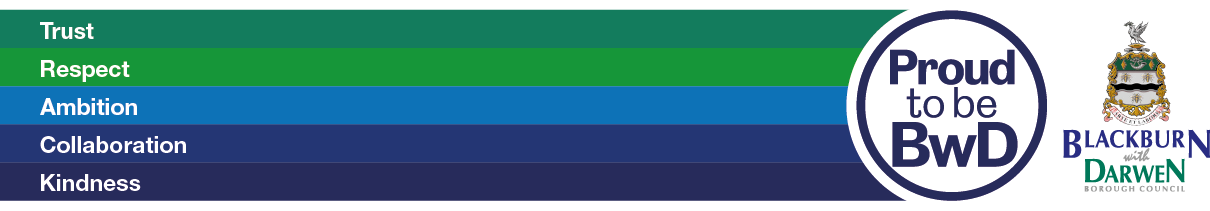 Trust
Respect
Ambition
Collaboration
Kindness
Proud
to be
BwD
BLACKBURN
with
DARWEN
BOROUGH COUNCIL